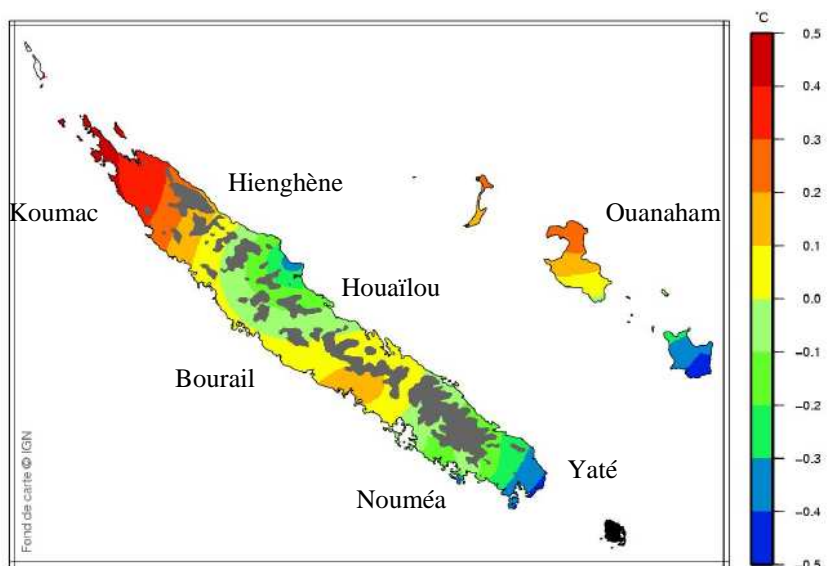 °C
0.5
0.4
0.3
0.2
0.1
0.0
−0.1
−0.2
−0.3
−0.4
−0.5
Hienghène
Koumac
Ouanaham
Houaïlou
Bourail
Yaté
Nouméa
Fond de carte © IGN